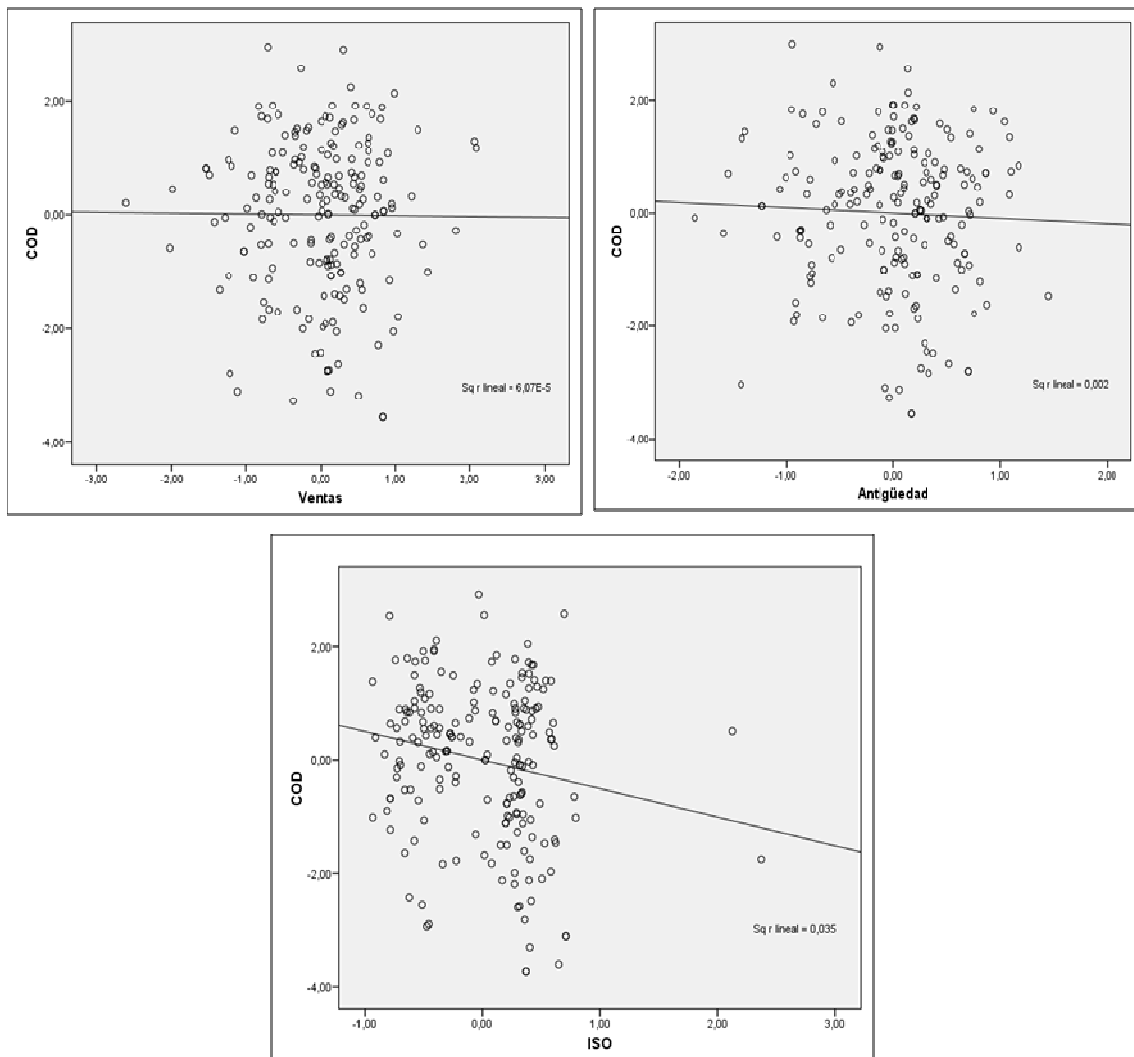 COD
2,00
0,00
-2,00
-4,00
Sq r lineal = 6,07E-5
-3,00 -2,00 -1,00 0,00 1,00 2,00 3,00
Ventas
COD
2,00
0,00
-2,00
-4,00
Sq r lineal = 0,002
-2,00 -1,00 0,00 1,00 2,00
Antigüedad
COD
2,00
0,00
-2,00
-4,00
Sq r lineal = 0,035
-1,00 0,00 1,00 2,00 3,00
ISO